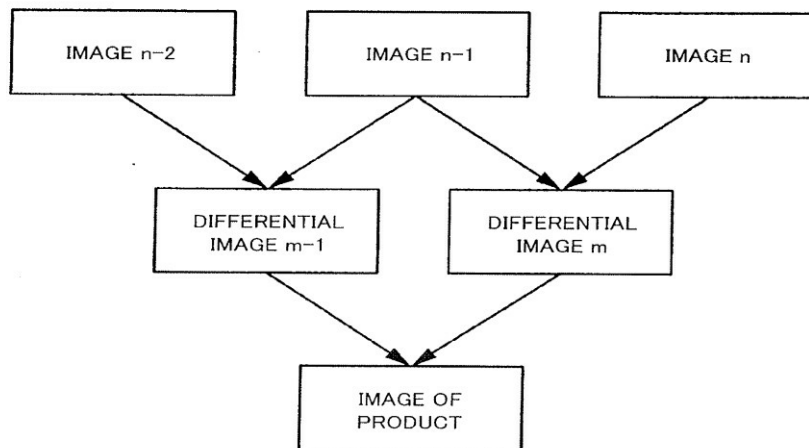 IMAGE n-2
IMAGE n-1
IMAGE n
DIFFERENTIAL
IMAGE m-1
DIFFERENTIAL
IMAGE m
IMAGE OF
PRODUCT